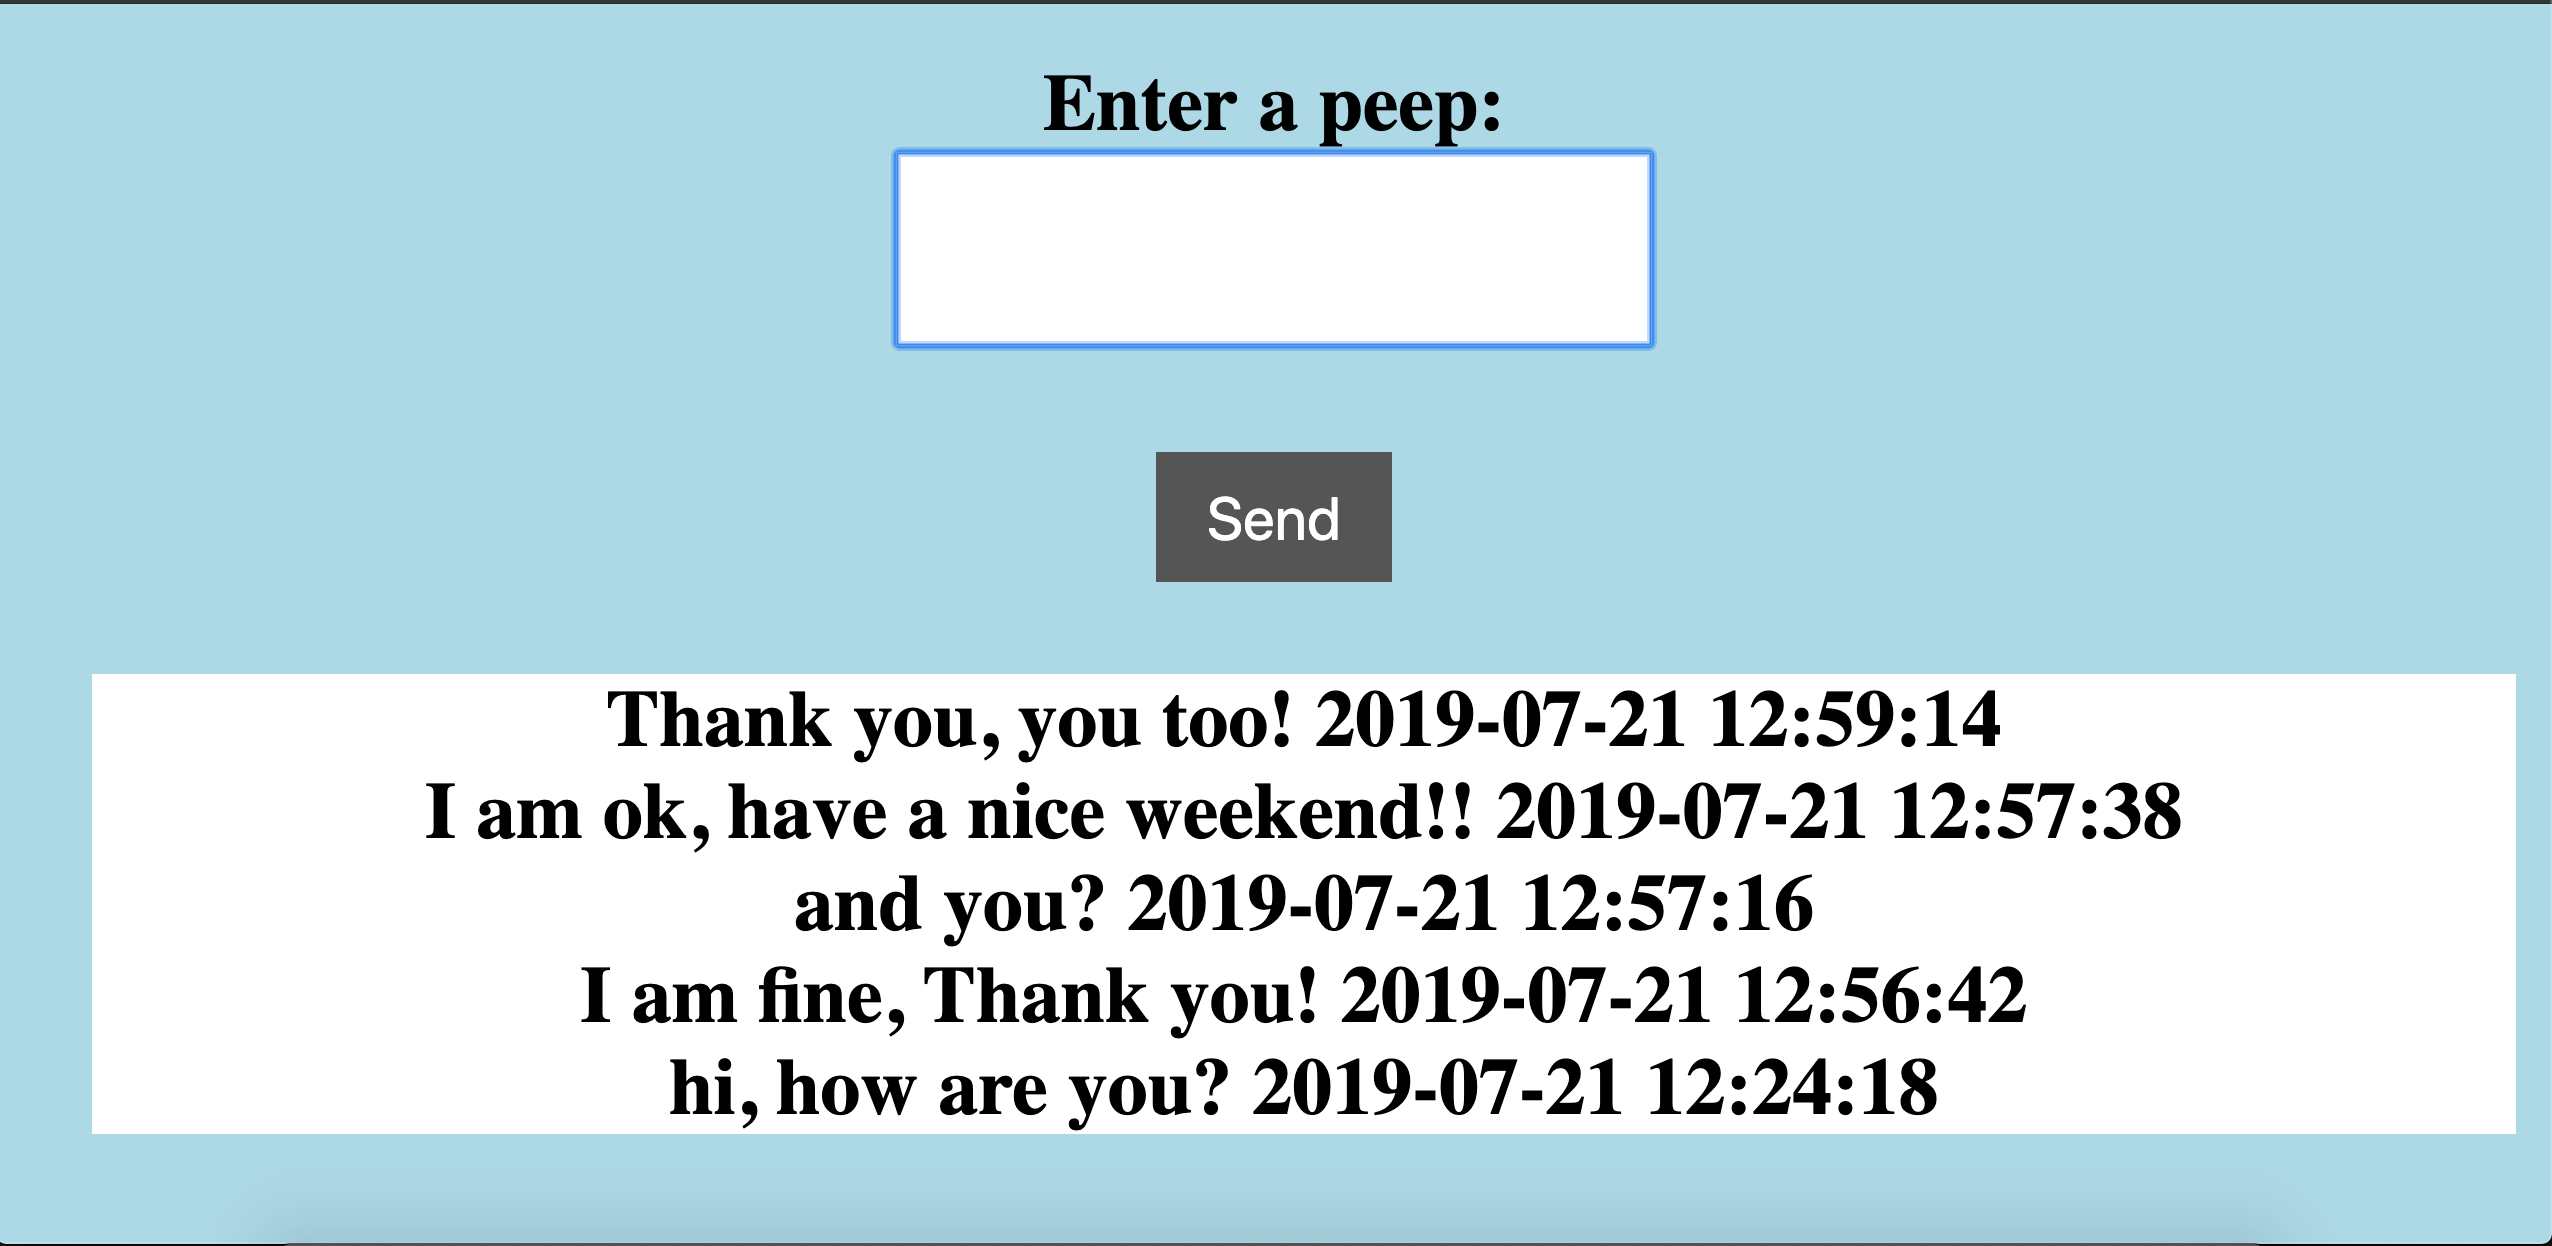 Enter a peep:
Send
Thank you, you too! 2019-07-21 12:59:14
I am ok, have a nice weekend!! 2019-07-21 12:57:38
and you? 2019-07-21 12:57:16
I am fine, Thank you! 2019-07-21 12:56:42
hi, how are you? 2019-07-21 12:24:18